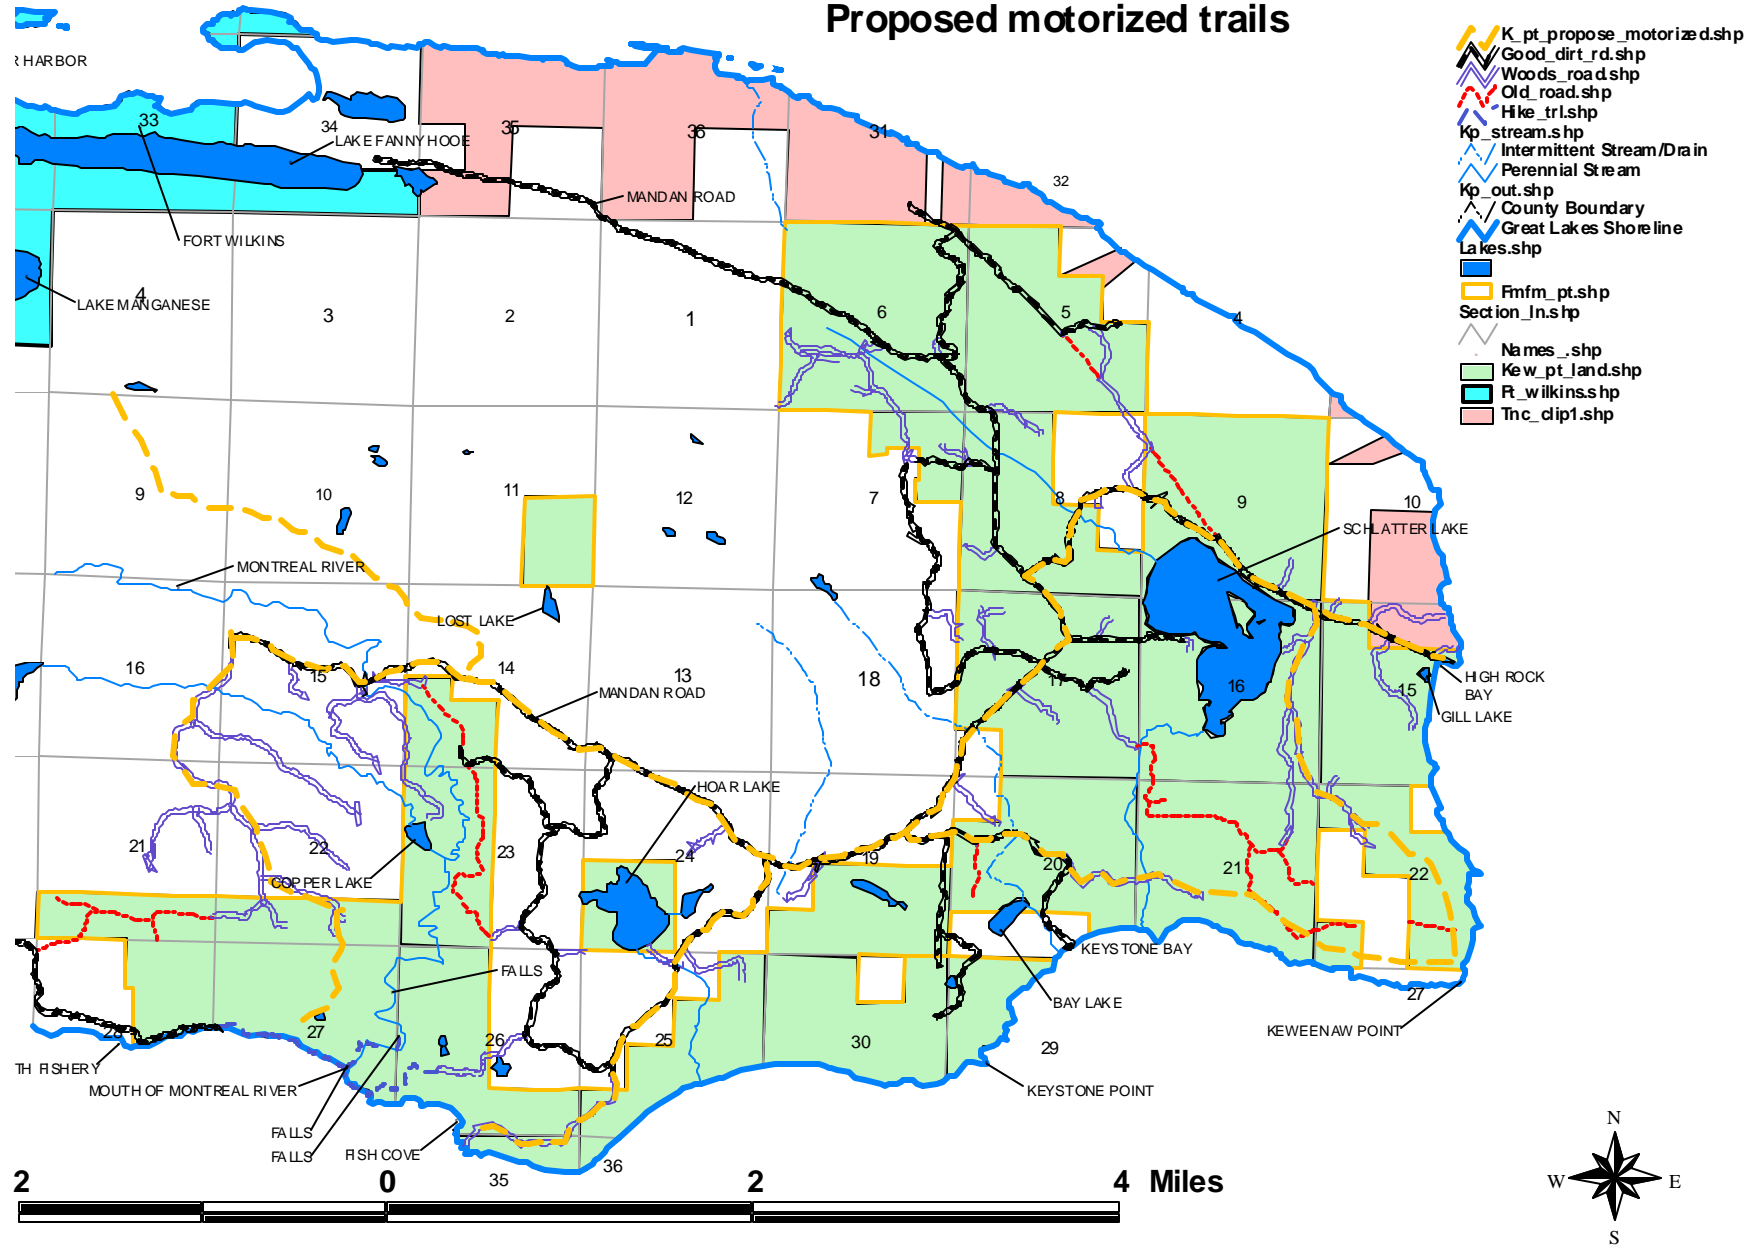 Proposed motorized trails
K_pt_propose_motorized.shp
Good_dirt_rd.shp
Woods_road.shp
Old_road.shp
Hike_trl.shp
Kp_stream.shp
Intermittent Stream/Drain
Perennial Stream
Kp_out.shp
County Boundary
Great Lakes Shoreline
Lakes.shp
Fmfm_pt.shp
Section_ln.shp
Names_.shp
Kew_pt_land.shp
Ft_wilkins.shp
Tnc_clip1.shp
R HARBOR
33
34
35
36
31
32
LAKE FANNY HOOE
MANDAN ROAD
FORT WILKINS
LAKE MANGANESE
4
3
2
1
6
5
4
9
10
11
12
7
8
9
10
SCHLATTER LAKE
MONTREAL RIVER
LOST LAKE
16
15
14
13
18
17
16
15
HIGH ROCK
BAY
GILL LAKE
MANDAN ROAD
HOAR LAKE
21
22
23
24
19
20
21
22
COPPER LAKE
FALLS
KEYSTONE BAY
BAY LAKE
28
27
26
25
30
29
27
KEWEENAW POINT
TH FISHERY
MOUTH OF MONTREAL RIVER
KEYSTONE POINT
FALLS
FALLS
FISH COVE
35
36
2 0 2 4 Miles
N
W E
S